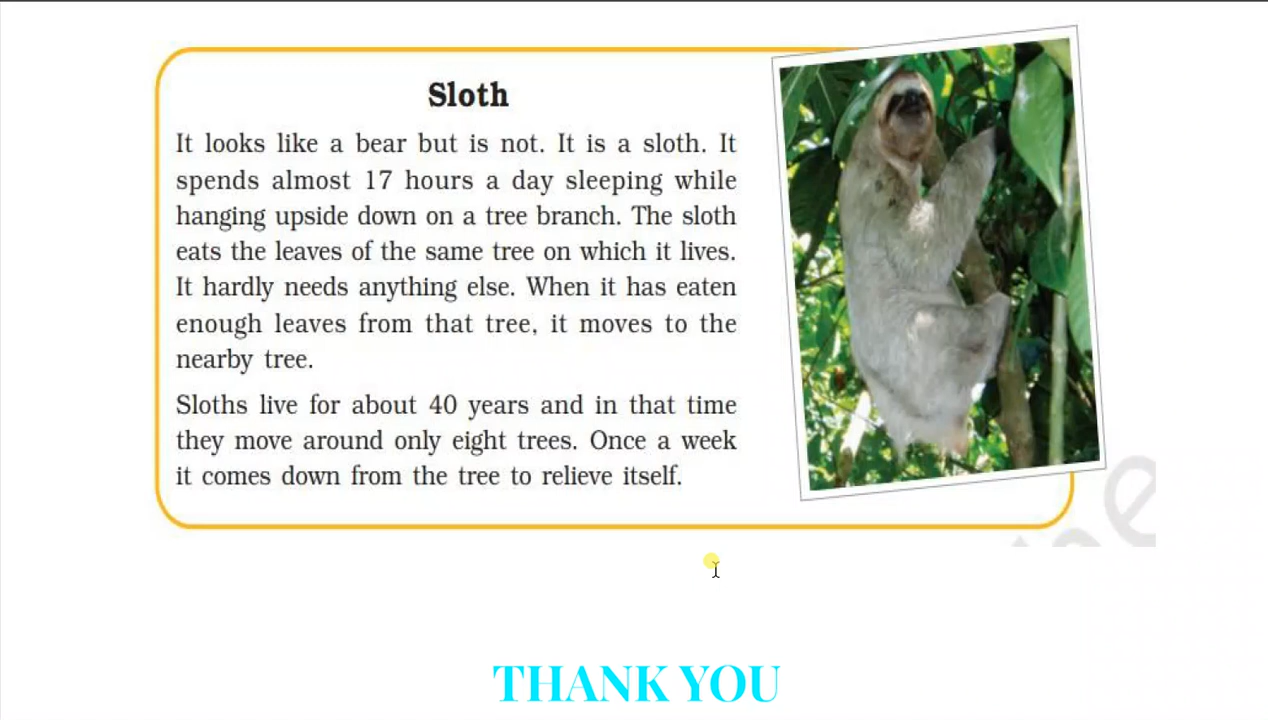 Sloth
It looks like a bear but is not. It is a sloth. It
spends almost 17 hours a day sleeping while
hanging upside down on a tree branch. The sloth
eats the leaves of the same tree on which it lives.
It hardly needs anything else. When it has eaten
enough leaves from that tree, it moves to the
nearby tree.
Sloths live for about 40 years and in that time
they move around only eight trees. Once a week
it comes down from the tree to relieve itself.
THANK YOU